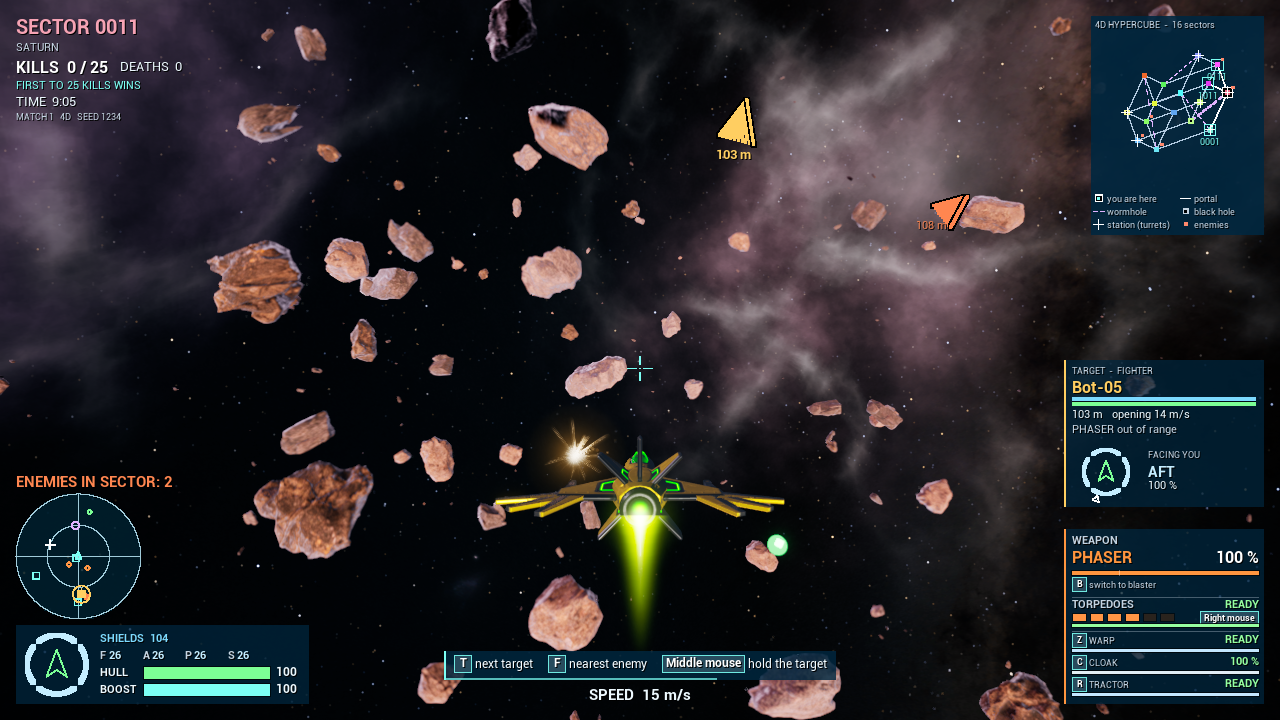 SECTOR 0011
SATURN
KILLS 0 / 25 DEATHS 0
FIRST TO 25 KILLS WINS
TIME 9:05
MATCH 1 4D SEED 1234
4D HYPERCUBE - 16 sectors
0001
you are here
portal
wormhole
black hole
station (turrets)
enemies
103 m
108 m
TARGET - FIGHTER
Bot-05
103 m opening 14 m/s
PHASER out of range
FACING YOU
AFT
100 %
ENEMIES IN SECTOR: 2
SHIELDS 104
F 26 A 26 P 26 S 26
HULL 100
BOOST 100
T next target F nearest enemy Middle mouse hold the target
SPEED 15 m/s
WEAPON
PHASER 100 %
B switch to blaster
TORPEDOES READY
Right mouse
Z WARP READY
C CLOAK 100 %
R TRACTOR READY